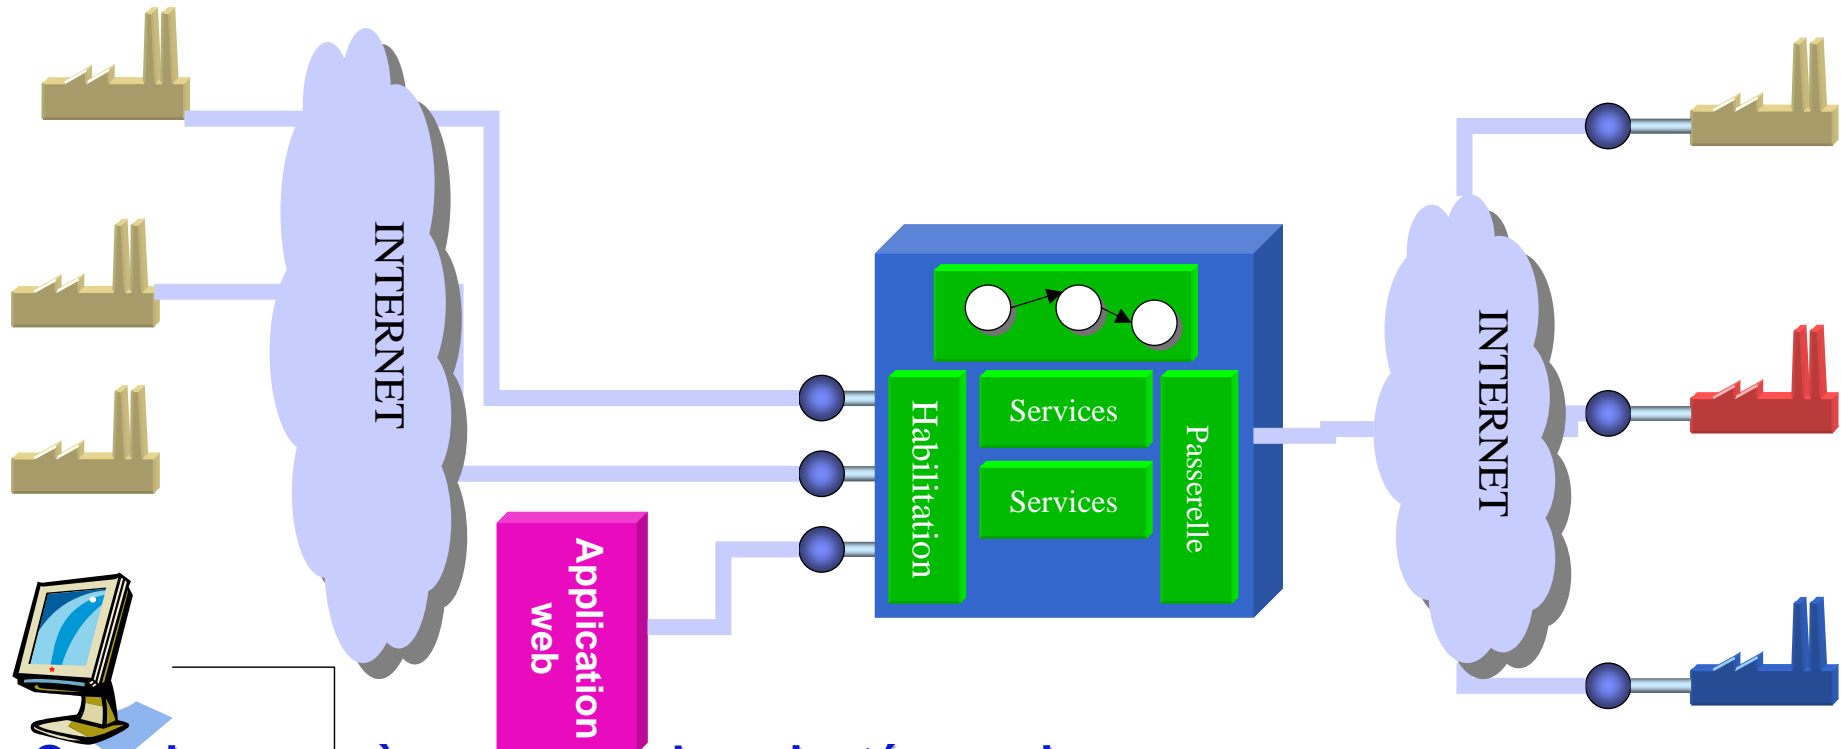 INTERNET
Habilitation
Services
Services
Passerelle
Application
web
INTERNET